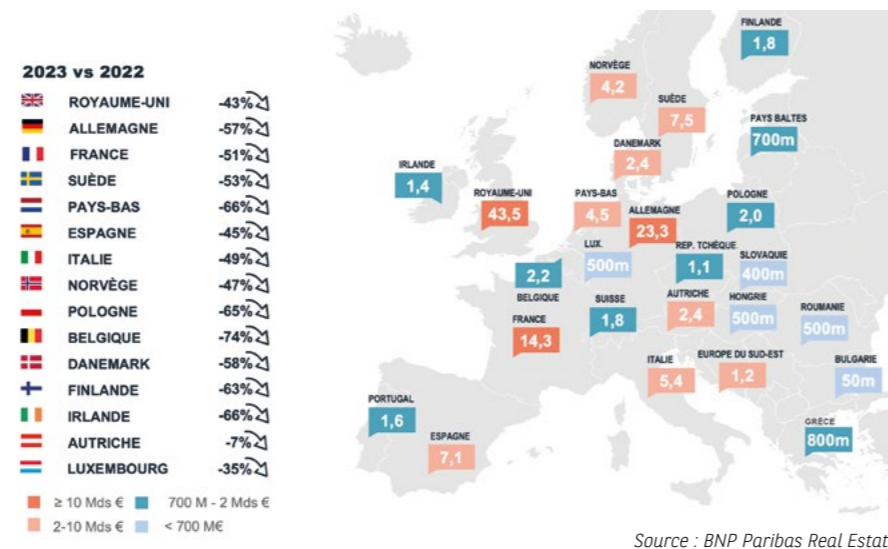 2023 vs 2022
ROYAUME-UNI -43%
ALLEMAGNE -57%
FRANCE -51%
SUÈDE -53%
PAYS-BAS -66%
ESPAGNE -45%
ITALIE -49%
NORVÈGE -47%
POLOGNE -65%
BELGIQUE -74%
DANEMARK -58%
FINLANDE -63%
IRLANDE -66%
AUTRICHE -7%
LUXEMBOURG -35%
≥ 10 Mds € 700 M - 2 Mds €
2-10 Mds € < 700 M€
FINLANDE
1,8
NORVÈGE
4,2
SUÈDE
7,5
PAYS BALTES
700m
DANEMARK
2,4
IRLANDE
1,4
ROYAUME-UNI
43,5
PAYS-BAS
4,5
ALLEMAGNE
23,3
POLOGNE
2,0
LUX.
500m
REP. TCHÈQUE
1,1
SLOVAQUIE
400m
2,2
BELGIQUE
SUISSE
1,8
AUTRICHE
2,4
HONGRIE
500m
ROUMANIE
500m
FRANCE
14,3
ITALIE
5,4
EUROPE DU SUD-EST
1,2
BULGARIE
50m
PORTUGAL
1,6
ESPAGNE
7,1
GRÈCE
800m
Source : BNP Paribas Real Estat